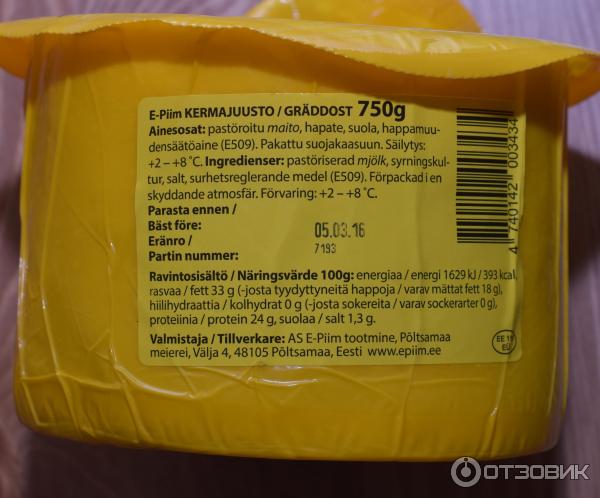 E-Piim KERMAJUUSTO / GRÄDDOST 750g
Ainesosat: pastöroitu maito, hapate, suola, happamuu-
densäätöaine (E509). Pakattu suojakaasuun. Säilytys:
+2 – +8 °C. Ingredienser: pastöriserad mjölk, syrningskul-
tur, salt, surhetsreglerande medel (E509). Förpackad i en
skyddande atmosfär. Förvaring: +2 – +8 °C.
Parasta ennen /
Bäst före: 05.03.16
Eränro / 7193
Partin nummer:
Ravintosisältö / Näringsvärde 100g: energiaa / energi 1629 kJ / 393 kcal,
rasvaa / fett 33 g (-josta tyydyttyneitä happoja / varav mättat fett 18 g),
hiilihydraattia / kolhydrat 0 g (-josta sokereita / varav sockerarter 0 g),
proteiinia / protein 24 g, suolaa / salt 1,3 g.
Valmistaja / Tillverkare: AS E-Piim tootmine, Põltsamaa
meierei, Välja 4, 48105 Põltsamaa, Eesti www.epiim.ee
4 740142 003434
EE
EÜ
ОТЗОВИК